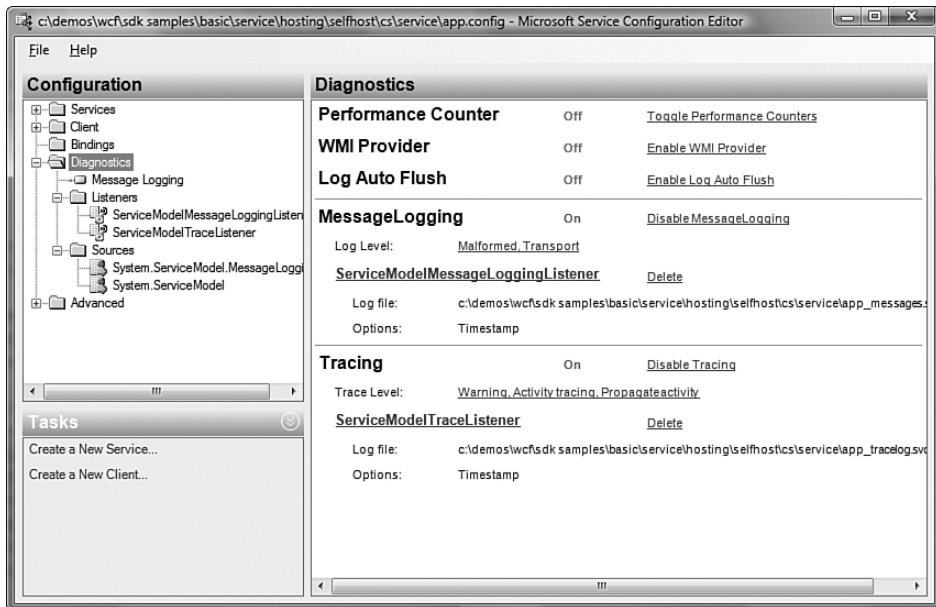 c:\demos\wcf\sdk samples\basic\service\hosting\selfhost\cs\service\app.config - Microsoft Service Configuration Editor
File Help
Configuration
Services
Client
Bindings
Diagnostics
Message Logging
Listeners
ServiceModelMessageLoggingListen
ServiceModelTraceListener
Sources
System.ServiceModel.MessageLoggi
System.ServiceModel
Advanced
Tasks
Create a New Service...
Create a New Client...
Diagnostics
Performance Counter Off Toggle Performance Counters
WMI Provider Off Enable WMI Provider
Log Auto Flush Off Enable Log Auto Flush
MessageLogging On Disable MessageLogging
Log Level: Malformed, Transport
ServiceModelMessageLoggingListener Delete
Log file: c:\demos\wcf\sdk samples\basic\service\hosting\selfhost\cs\service\app_messages.s
Options: Timestamp
Tracing On Disable Tracing
Trace Level: Warning, Activity tracing, Propagateactivity
ServiceModelTraceListener Delete
Log file: c:\demos\wcf\sdk samples\basic\service\hosting\selfhost\cs\service\app_tracelog.svc
Options: Timestamp